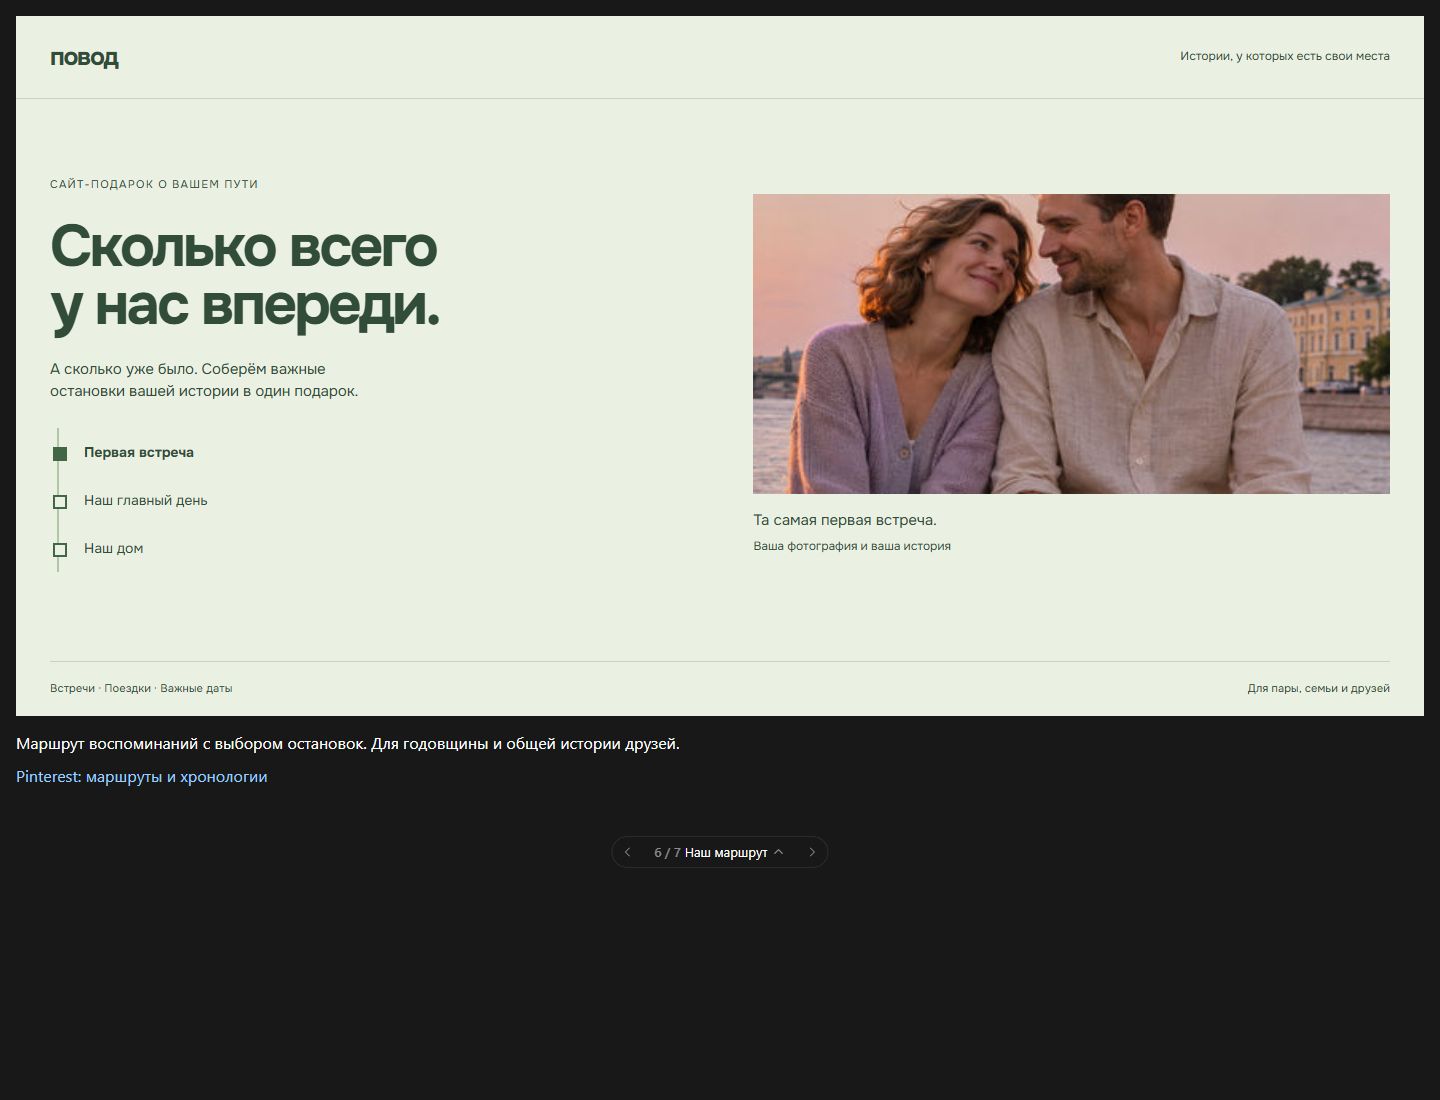 повод
Истории, у которых есть свои места
САЙТ-ПОДАРОК О ВАШЕМ ПУТИ
Сколько всего
у нас впереди.
А сколько уже было. Соберём важные
остановки вашей истории в один подарок.
Первая встреча
Наш главный день
Наш дом
Та самая первая встреча.
Ваша фотография и ваша история
Встречи · Поездки · Важные даты
Для пары, семьи и друзей
Маршрут воспоминаний с выбором остановок. Для годовщины и общей истории друзей.
Pinterest: маршруты и хронологии
6 / 7 Наш маршрут